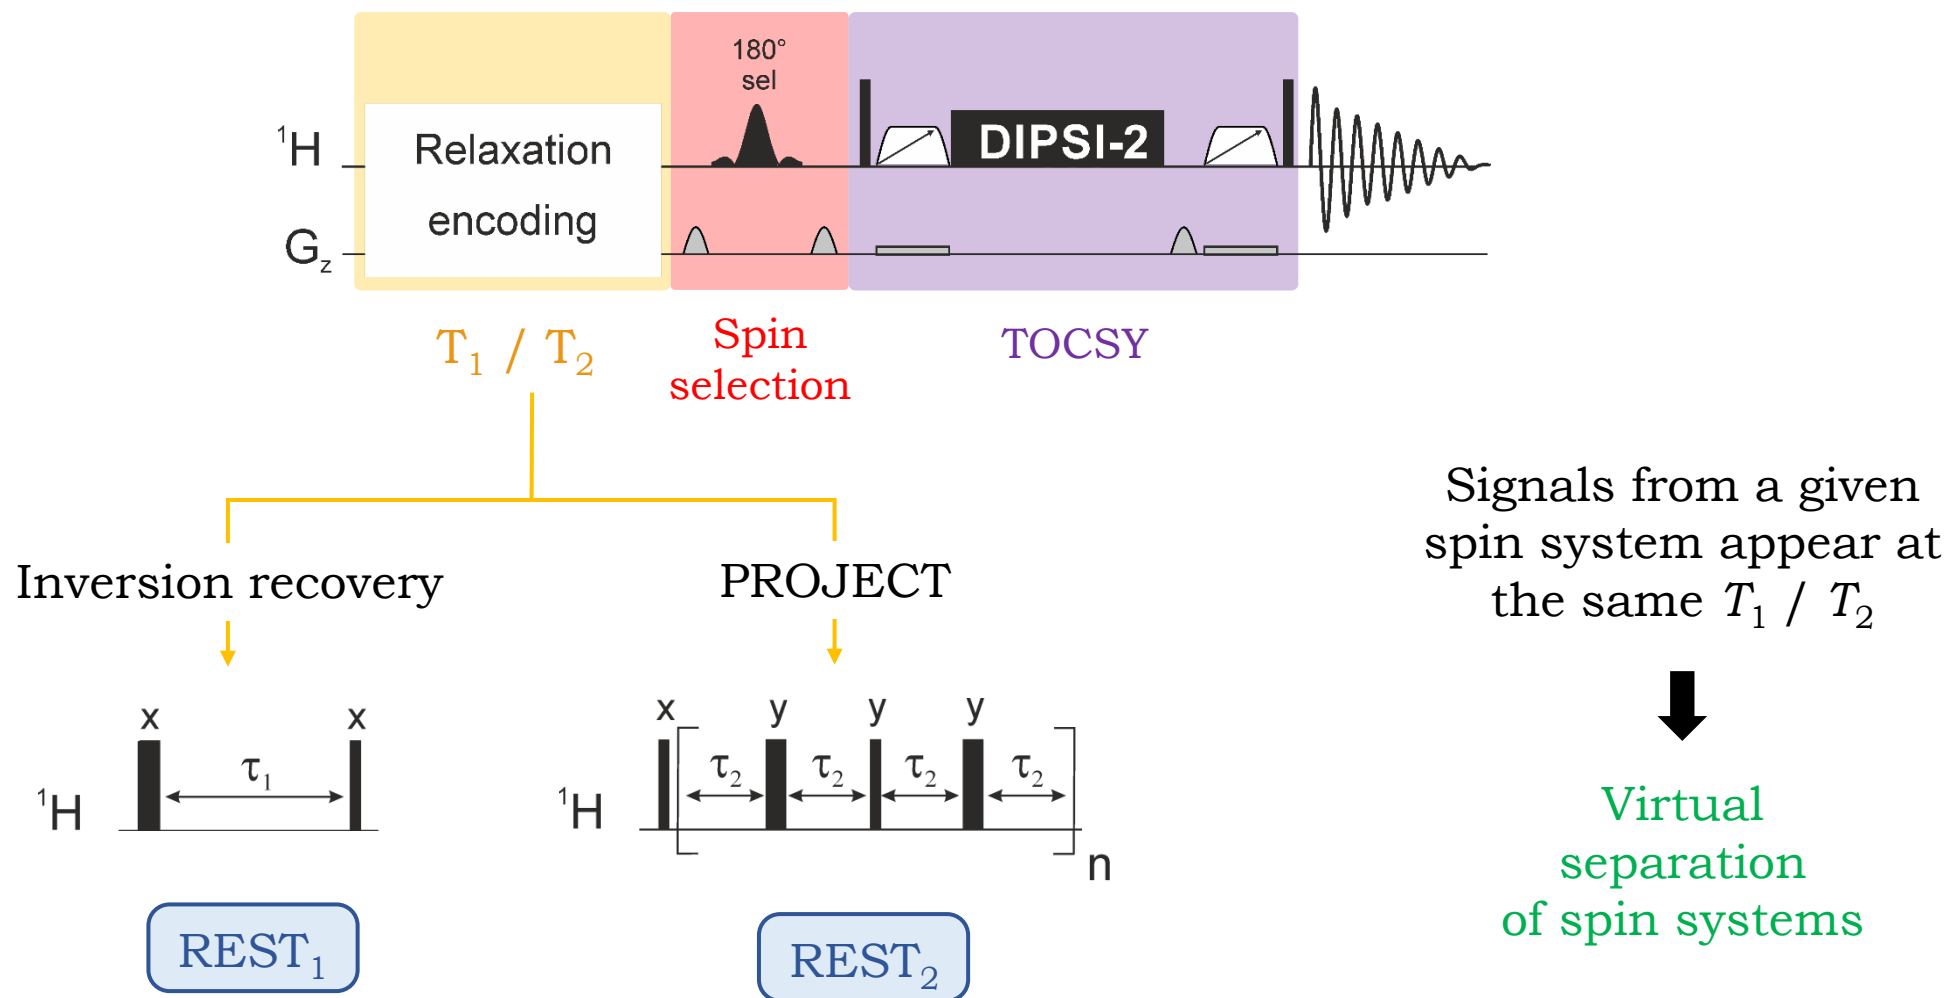 180°
sel
¹H
Relaxation
encoding
DIPSI-2
G_z
T₁ / T₂
Spin
selection
TOCSY
Inversion recovery
PROJECT
Signals from a given
spin system appear at
the same T₁ / T₂
x x
τ₁
¹H
x y y y
τ₂ τ₂ τ₂ τ₂
¹H
n
Virtual
separation
of spin systems
REST₁
REST₂